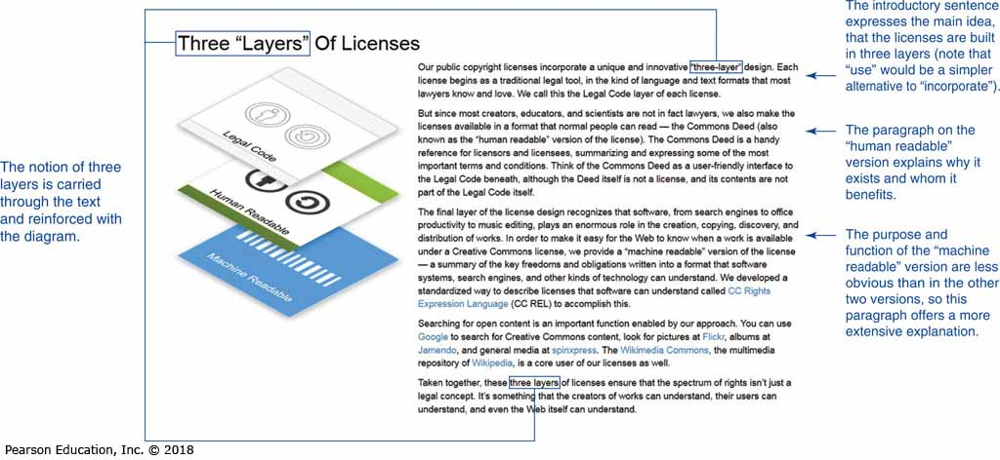 Three “Layers” Of Licenses
Legal Code
Human Readable
Machine Readable
The notion of three
layers is carried
through the text
and reinforced with
the diagram.
Our public copyright licenses incorporate a unique and innovative “three-layer” design. Each
license begins as a traditional legal tool, in the kind of language and text formats that most
lawyers know and love. We call this the Legal Code layer of each license.
But since most creators, educators, and scientists are not in fact lawyers, we also make the
licenses available in a format that normal people can read — the Commons Deed (also
known as the “human readable” version of the license). The Commons Deed is a handy
reference for licensors and licensees, summarizing and expressing some of the most
important terms and conditions. Think of the Commons Deed as a user-friendly interface to
the Legal Code beneath, although the Deed itself is not a license, and its contents are not
part of the Legal Code itself.
The final layer of the license design recognizes that software, from search engines to office
productivity to music editing, plays an enormous role in the creation, copying, discovery, and
distribution of works. In order to make it easy for the Web to know when a work is available
under a Creative Commons license, we provide a “machine readable” version of the license
— a summary of the key freedoms and obligations written into a format that software
systems, search engines, and other kinds of technology can understand. We developed a
standardized way to describe licenses that software can understand called CC Rights
Expression Language (CC REL) to accomplish this.
Searching for open content is an important function enabled by our approach. You can use
Google to search for Creative Commons content, look for pictures at Flickr, albums at
Jamendo, and general media at spinxpress. The Wikimedia Commons, the multimedia
repository of Wikipedia, is a core user of our licenses as well.
Taken together, these three layers of licenses ensure that the spectrum of rights isn’t just a
legal concept. It’s something that the creators of works can understand, their users can
understand, and even the Web itself can understand.
The introductory sentence
expresses the main idea,
that the licenses are built
in three layers (note that
“use” would be a simpler
alternative to “incorporate”).
The paragraph on the
“human readable”
version explains why it
exists and whom it
benefits.
The purpose and
function of the “machine
readable” version are less
obvious than in the other
two versions, so this
paragraph offers a more
extensive explanation.
Pearson Education, Inc. © 2018